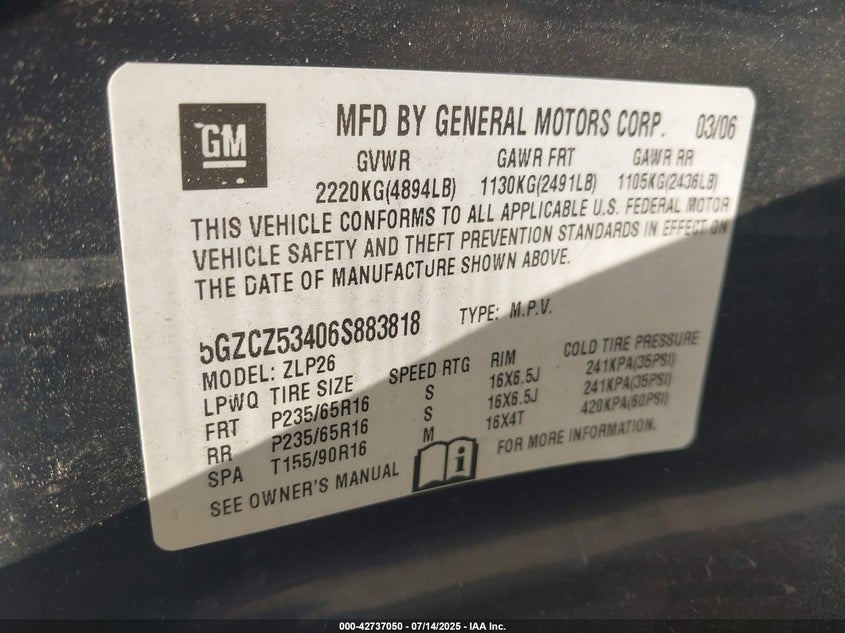 GM
MFD BY GENERAL MOTORS CORP. 03/06
GVWR GAWR FRT GAWR RR
2220KG(4894LB) 1130KG(2491LB) 1105KG(2436LB)
THIS VEHICLE CONFORMS TO ALL APPLICABLE U.S. FEDERAL MOTOR
VEHICLE SAFETY AND THEFT PREVENTION STANDARDS IN EFFECT ON
THE DATE OF MANUFACTURE SHOWN ABOVE.
5GZCZ53406S883818 TYPE: M.P.V.
MODEL: ZLP26
LPWQ TIRE SIZE SPEED RTG RIM COLD TIRE PRESSURE
FRT P235/65R16 S 16X6.5J 241KPA(35PSI)
RR P235/65R16 S 16X6.5J 241KPA(35PSI)
SPA T155/90R16 M 16X4T 420KPA(60PSI)
SEE OWNER'S MANUAL i FOR MORE INFORMATION.
000-42737050 - 07/14/2025 - IAA Inc.